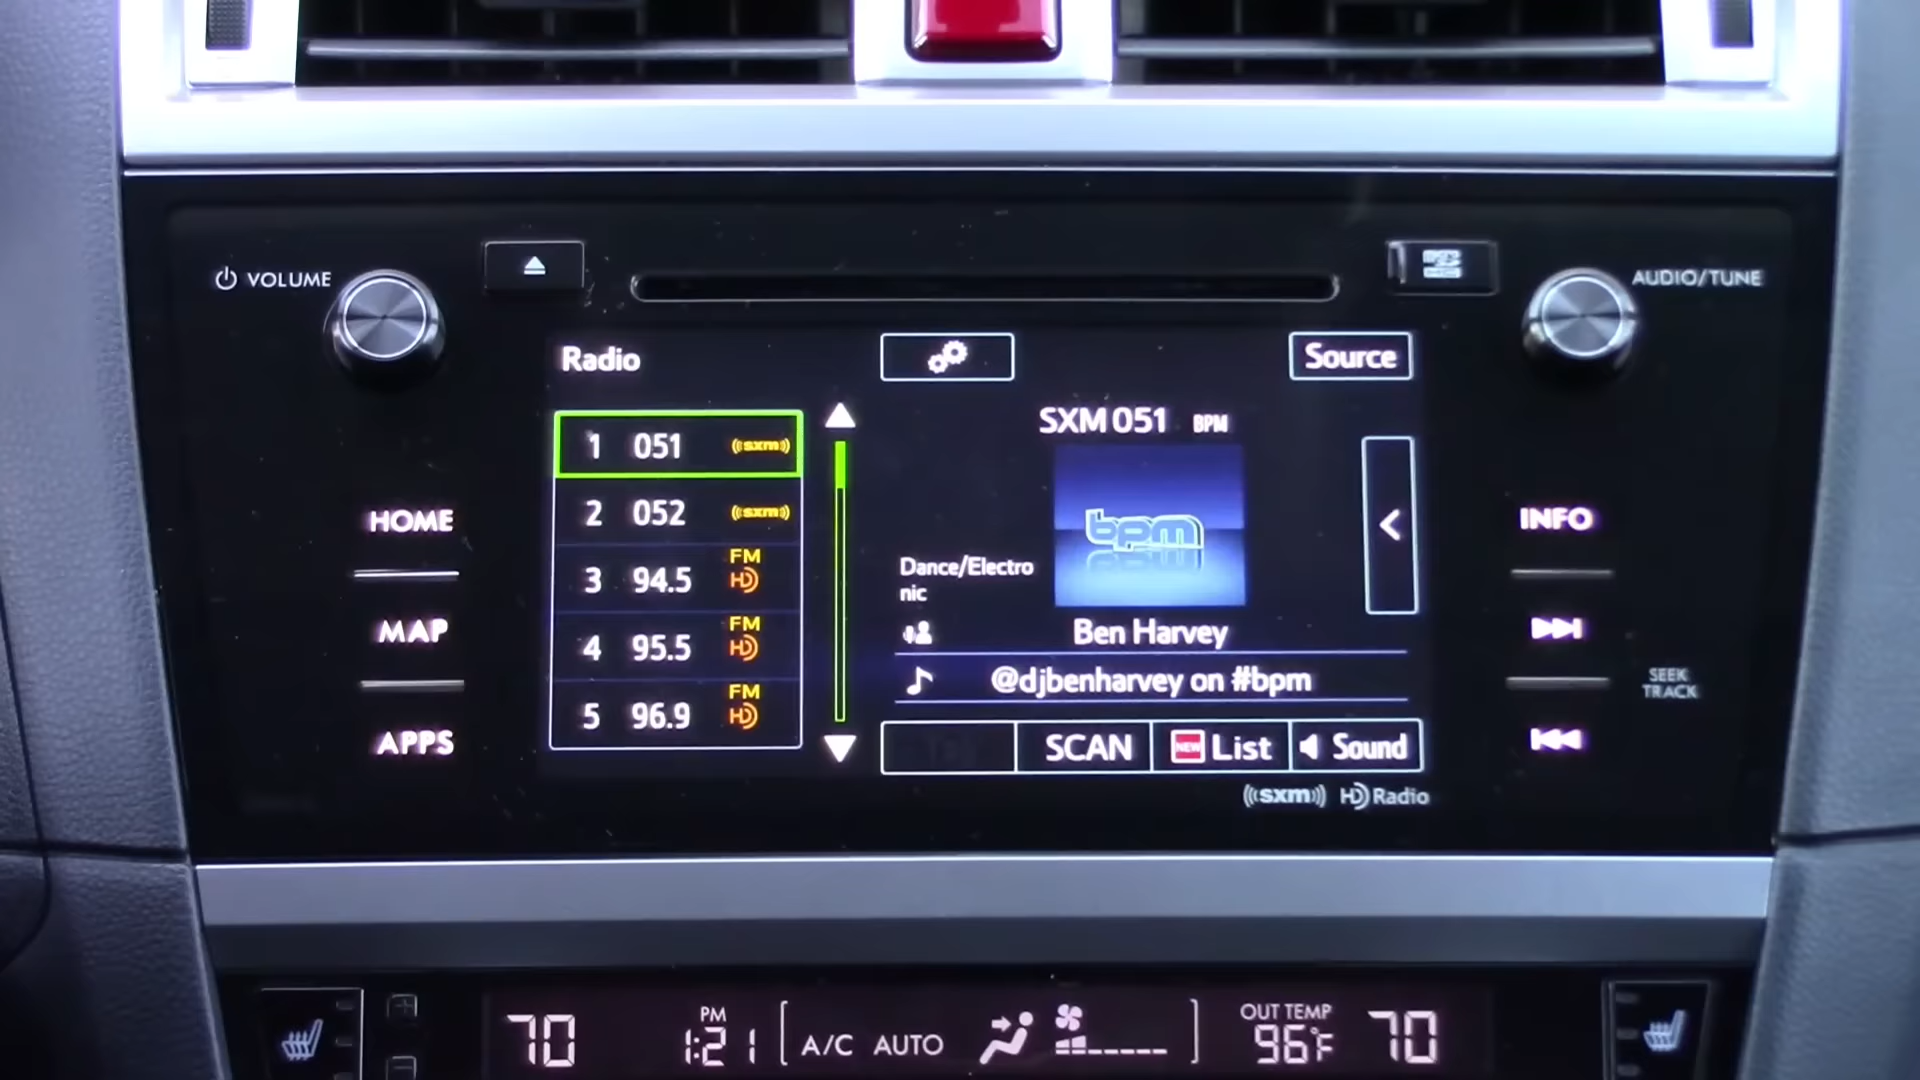 VOLUME
AUDIO/TUNE
Radio
Source
1 051 ((sxm))
2 052 ((sxm))
3 94.5 FM HD
4 95.5 FM HD
5 96.9 FM HD
SXM051 BPM
bpm
Dance/Electro
nic
Ben Harvey
@djbenharvey on #bpm
SCAN
NEW List
Sound
((sxm)) HD Radio
HOME
MAP
APPS
INFO
SEEK
TRACK
70
PM
1:21
A/C AUTO
OUT TEMP
96°F
70